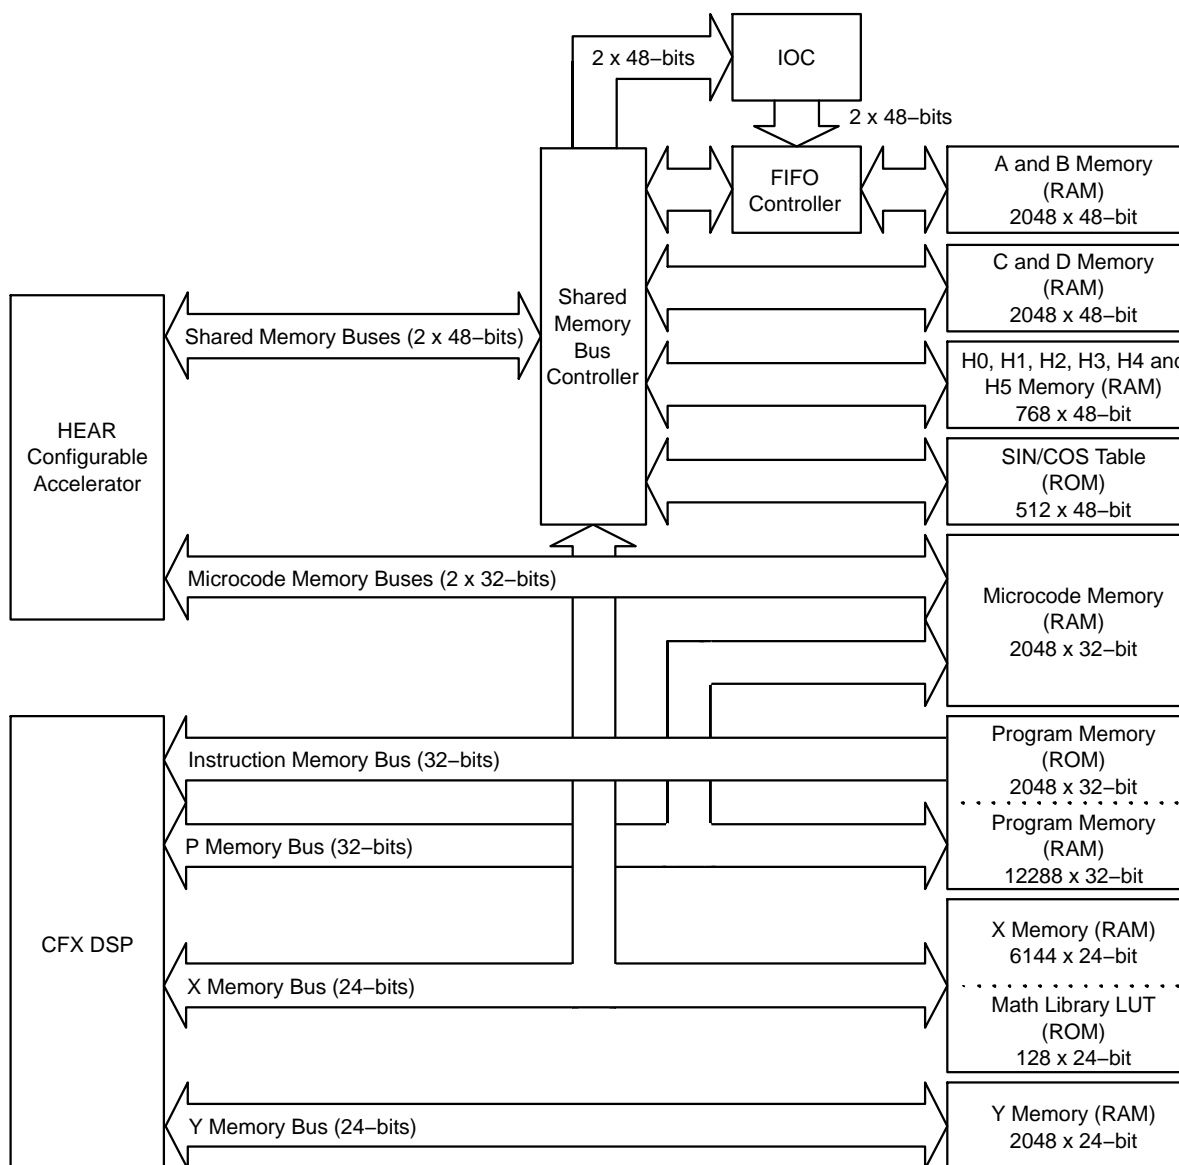 2 x 48−bits
IOC
2 x 48−bits
FIFO
Controller
A and B Memory
(RAM)
2048 x 48−bit
C and D Memory
(RAM)
2048 x 48−bit
Shared
Memory
Bus
Controller
Shared Memory Buses (2 x 48−bits)
H0, H1, H2, H3, H4 and
H5 Memory (RAM)
768 x 48−bit
HEAR
Configurable
Accelerator
SIN/COS Table
(ROM)
512 x 48−bit
Microcode Memory Buses (2 x 32−bits)
Microcode Memory
(RAM)
2048 x 32−bit
Instruction Memory Bus (32−bits)
Program Memory
(ROM)
2048 x 32−bit
P Memory Bus (32−bits)
Program Memory
(RAM)
12288 x 32−bit
CFX DSP
X Memory (RAM)
6144 x 24−bit
X Memory Bus (24−bits)
Math Library LUT
(ROM)
128 x 24−bit
Y Memory Bus (24−bits)
Y Memory (RAM)
2048 x 24−bit